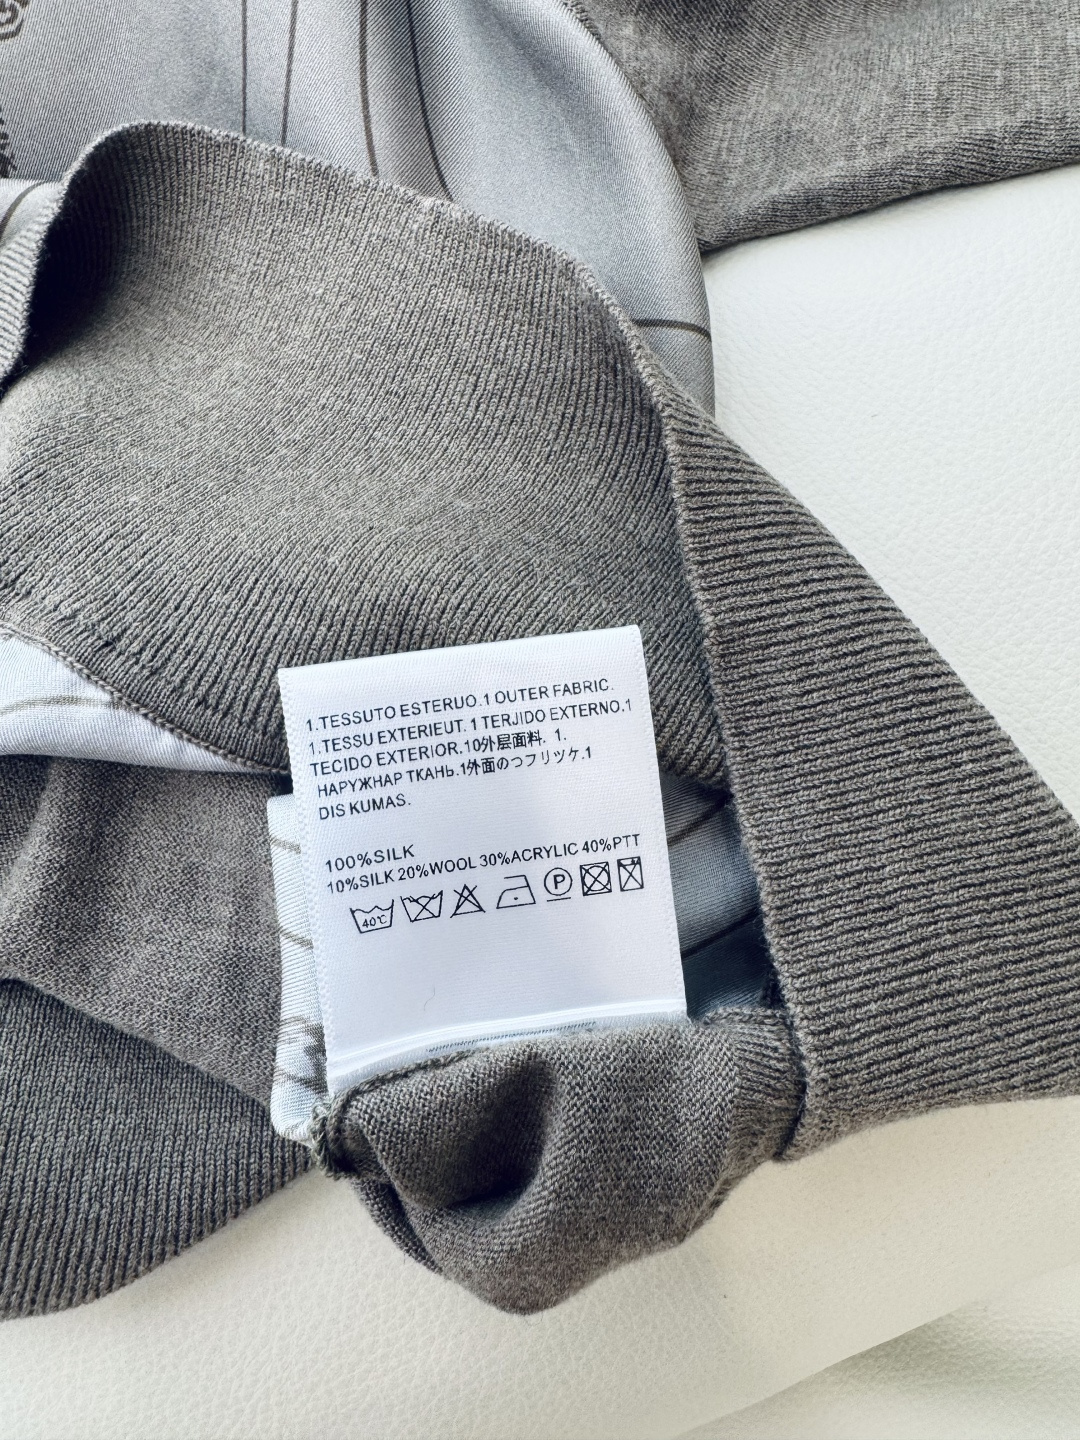 1.TESSUTO ESTERUO.1 OUTER FABRIC.
1.TESSU EXTERIEUT. 1 TERJIDO EXTERNO.1
TECIDO EXTERIOR.10外层面料. 1.
НАРУЖНАР ТКАНЬ.1外面のつフリツケ.1
DIS KUMAS.
100%SILK
10%SILK 20%WOOL 30%ACRYLIC 40%PTT
40℃ P